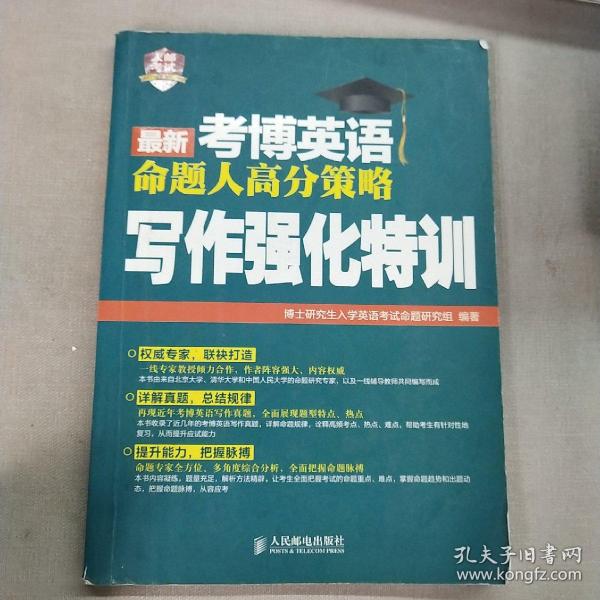 考博英语
最新
命题人高分策略
写作强化特训
博士研究生入学英语考试命题研究组 编著
权威专家，联袂打造
一线专家教授倾力合作，作者阵容强大、内容权威
本书由来自北京大学、清华大学和中国人民大学的命题研究专家，以及一线辅导教师共同编写而成
详解真题，总结规律
再现近年考博英语写作真题，全面展现题型特点、热点
本书收录了近几年的考博英语写作真题，详解命题规律，诠释高频考点、热点、难点，帮助考生有针对性地
复习，从而提升应试能力
提升能力，把握脉搏
命题专家全方位、多角度综合分析，全面把握命题脉搏
本书内容凝练，题量充足，解析方法精辟，让考生全面把握考试的命题重点、难点，掌握命题趋势和出题动
态，把握命题脉搏，从容应考
人民邮电出版社
POSTS & TELECOM PRESS
孔夫子旧书网
www.kongfz.com